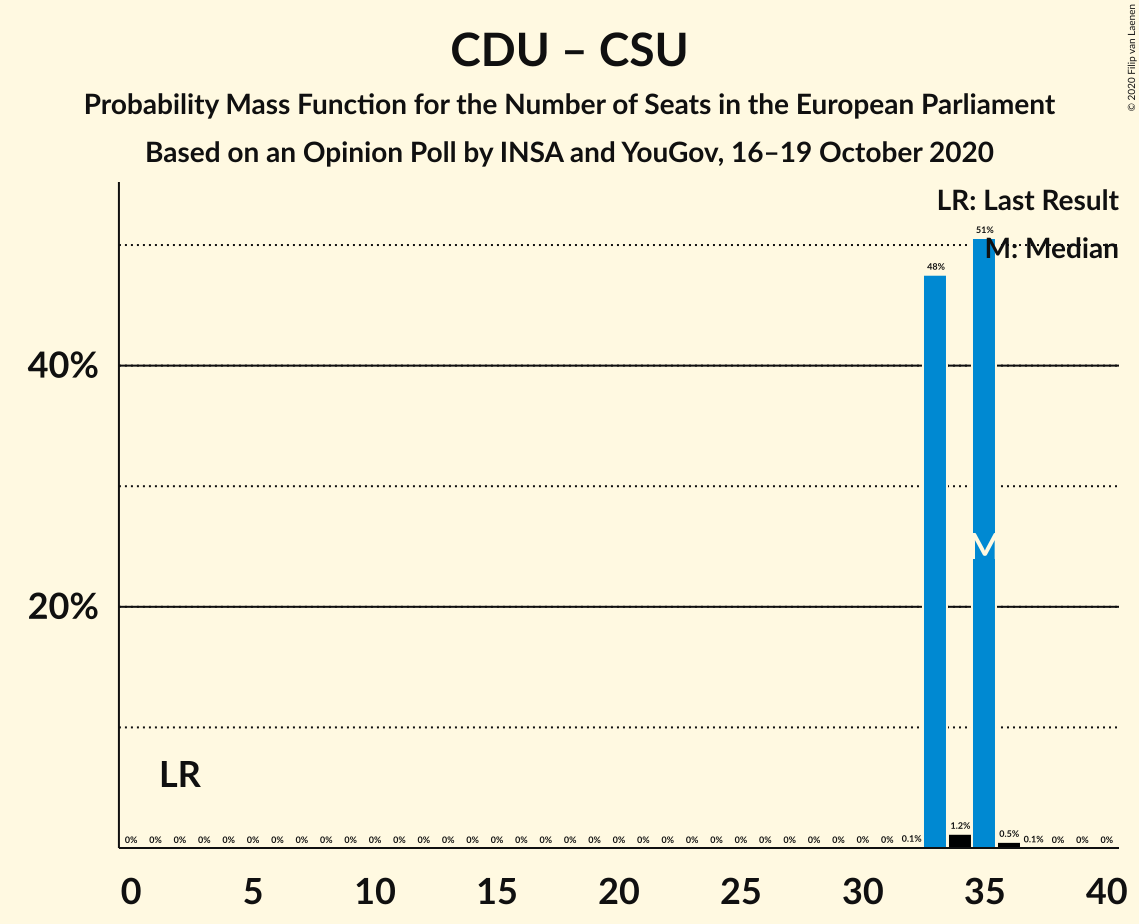 © 2020 Filip van Laenen
CDU – CSU
Probability Mass Function for the Number of Seats in the European Parliament
Based on an Opinion Poll by INSA and YouGov, 16–19 October 2020
LR: Last Result
M: Median
51%
48%
40%
M
20%
LR
0% 0% 0% 0% 0% 0% 0% 0% 0% 0% 0% 0% 0% 0% 0% 0% 0% 0% 0% 0% 0% 0% 0% 0% 0% 0% 0% 0% 0% 0% 0% 0% 0.1% 1.2% 0.5% 0.1% 0% 0% 0%
0 5 10 15 20 25 30 35 40